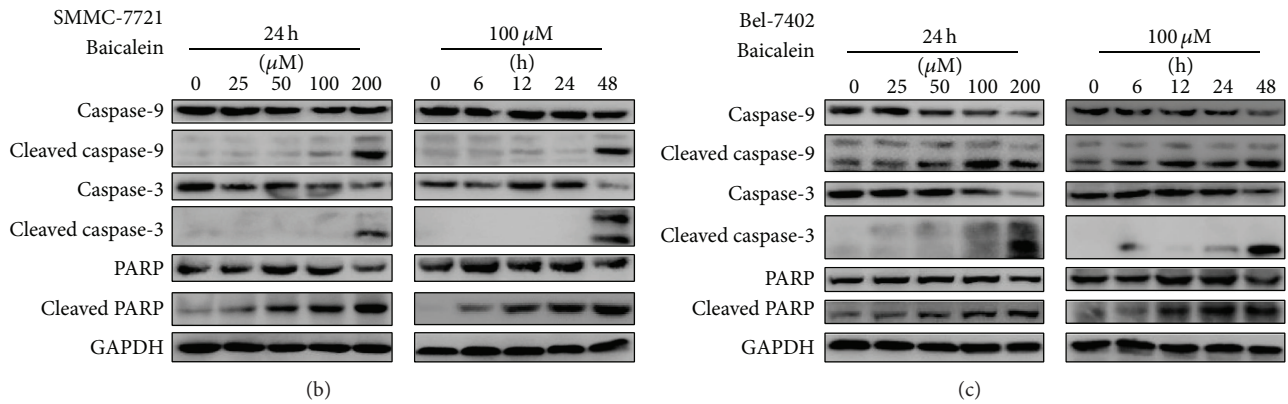 SMMC-7721
Baicalein
24 h
(μM)
0 25 50 100 200
100 μM
(h)
0 6 12 24 48
Caspase-9
Cleaved caspase-9
Caspase-3
Cleaved caspase-3
PARP
Cleaved PARP
GAPDH
(b)
Bel-7402
Baicalein
24 h
(μM)
0 25 50 100 200
100 μM
(h)
0 6 12 24 48
Caspase-9
Cleaved caspase-9
Caspase-3
Cleaved caspase-3
PARP
Cleaved PARP
GAPDH
(c)